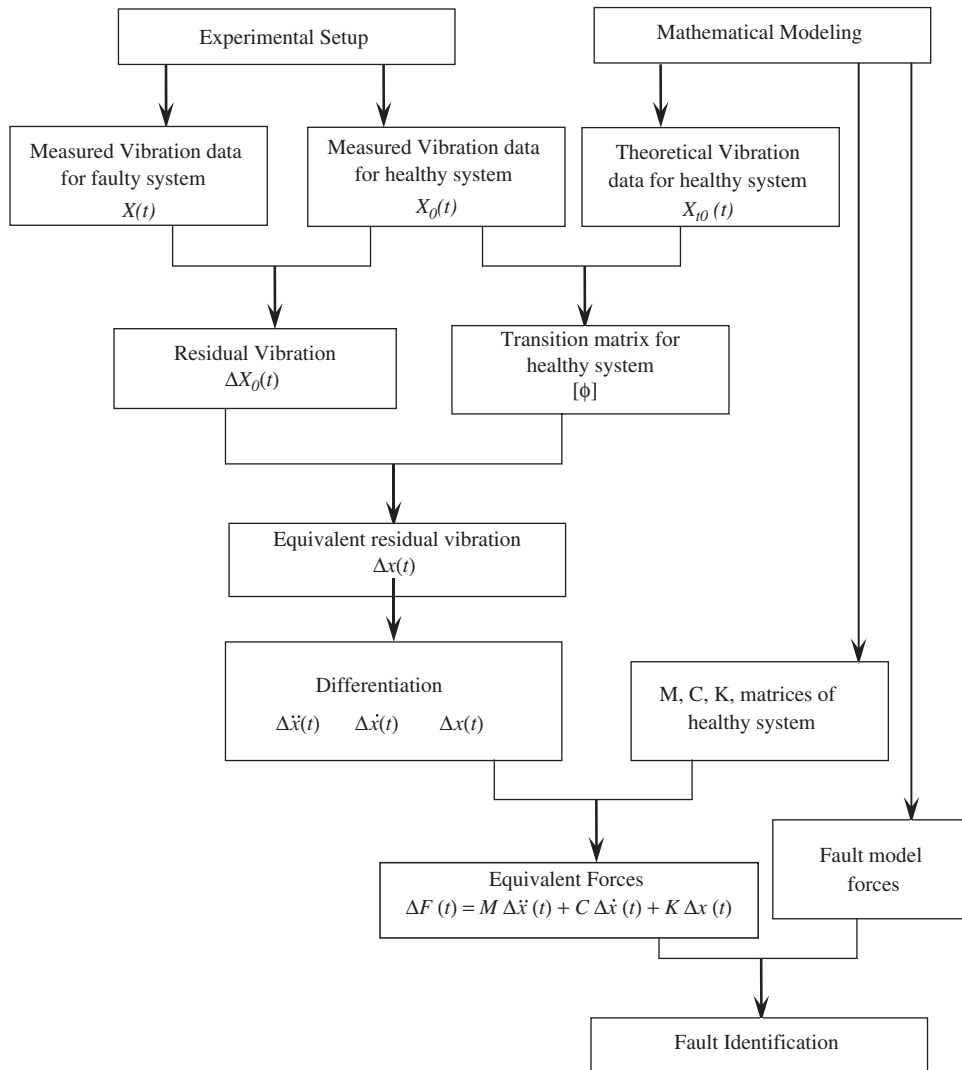 Experimental Setup
Mathematical Modeling
Measured Vibration data
for faulty system
X(t)
Measured Vibration data
for healthy system
X₀(t)
Theoretical Vibration
data for healthy system
Xₜ₀ (t)
Residual Vibration
ΔX₀(t)
Transition matrix for
healthy system
[ϕ]
Equivalent residual vibration
Δx(t)
Differentiation
Δẍ(t) Δẋ(t) Δx(t)
M, C, K, matrices of
healthy system
Equivalent Forces
ΔF (t) = M Δẍ (t) + C Δẋ (t) + K Δx (t)
Fault model
forces
Fault Identification